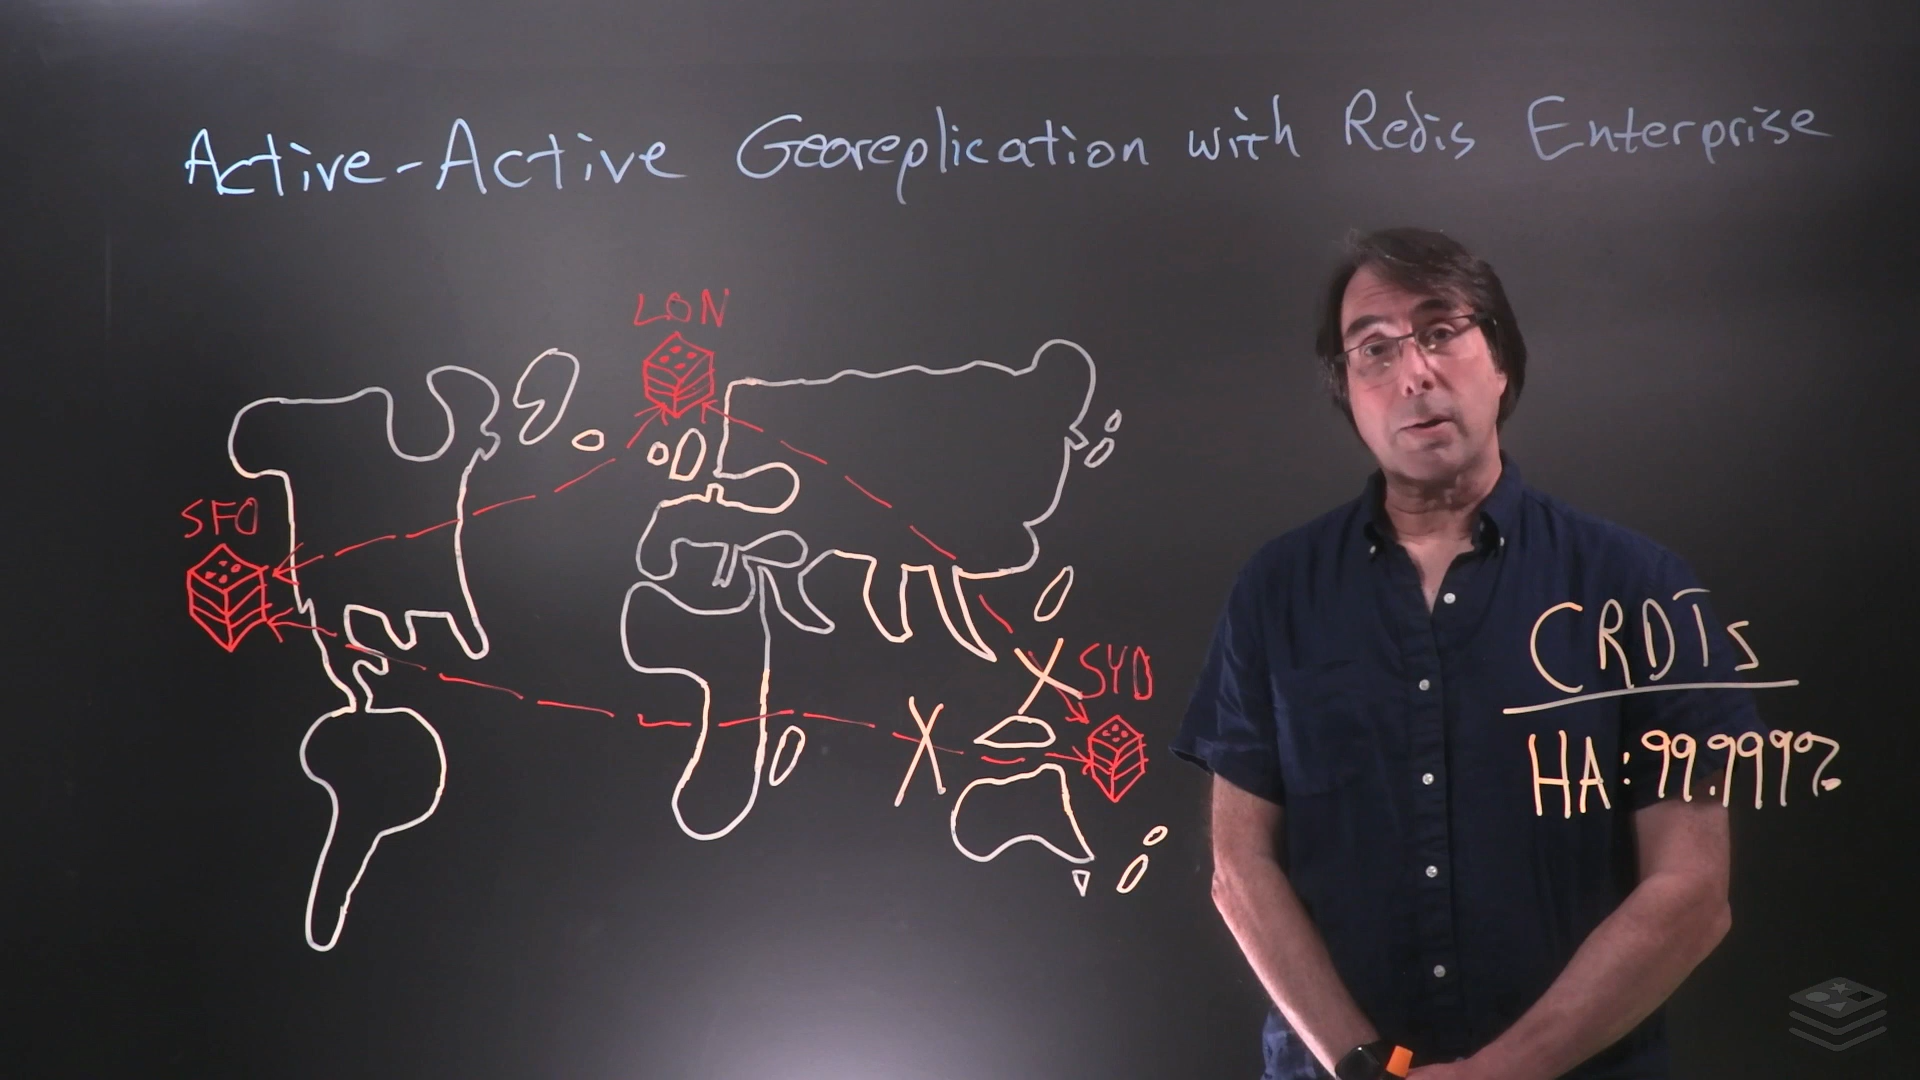 Active-Active Georeplication with Redis Enterprise
LON
SFO
SYD
CRDTs
HA: 99.999%